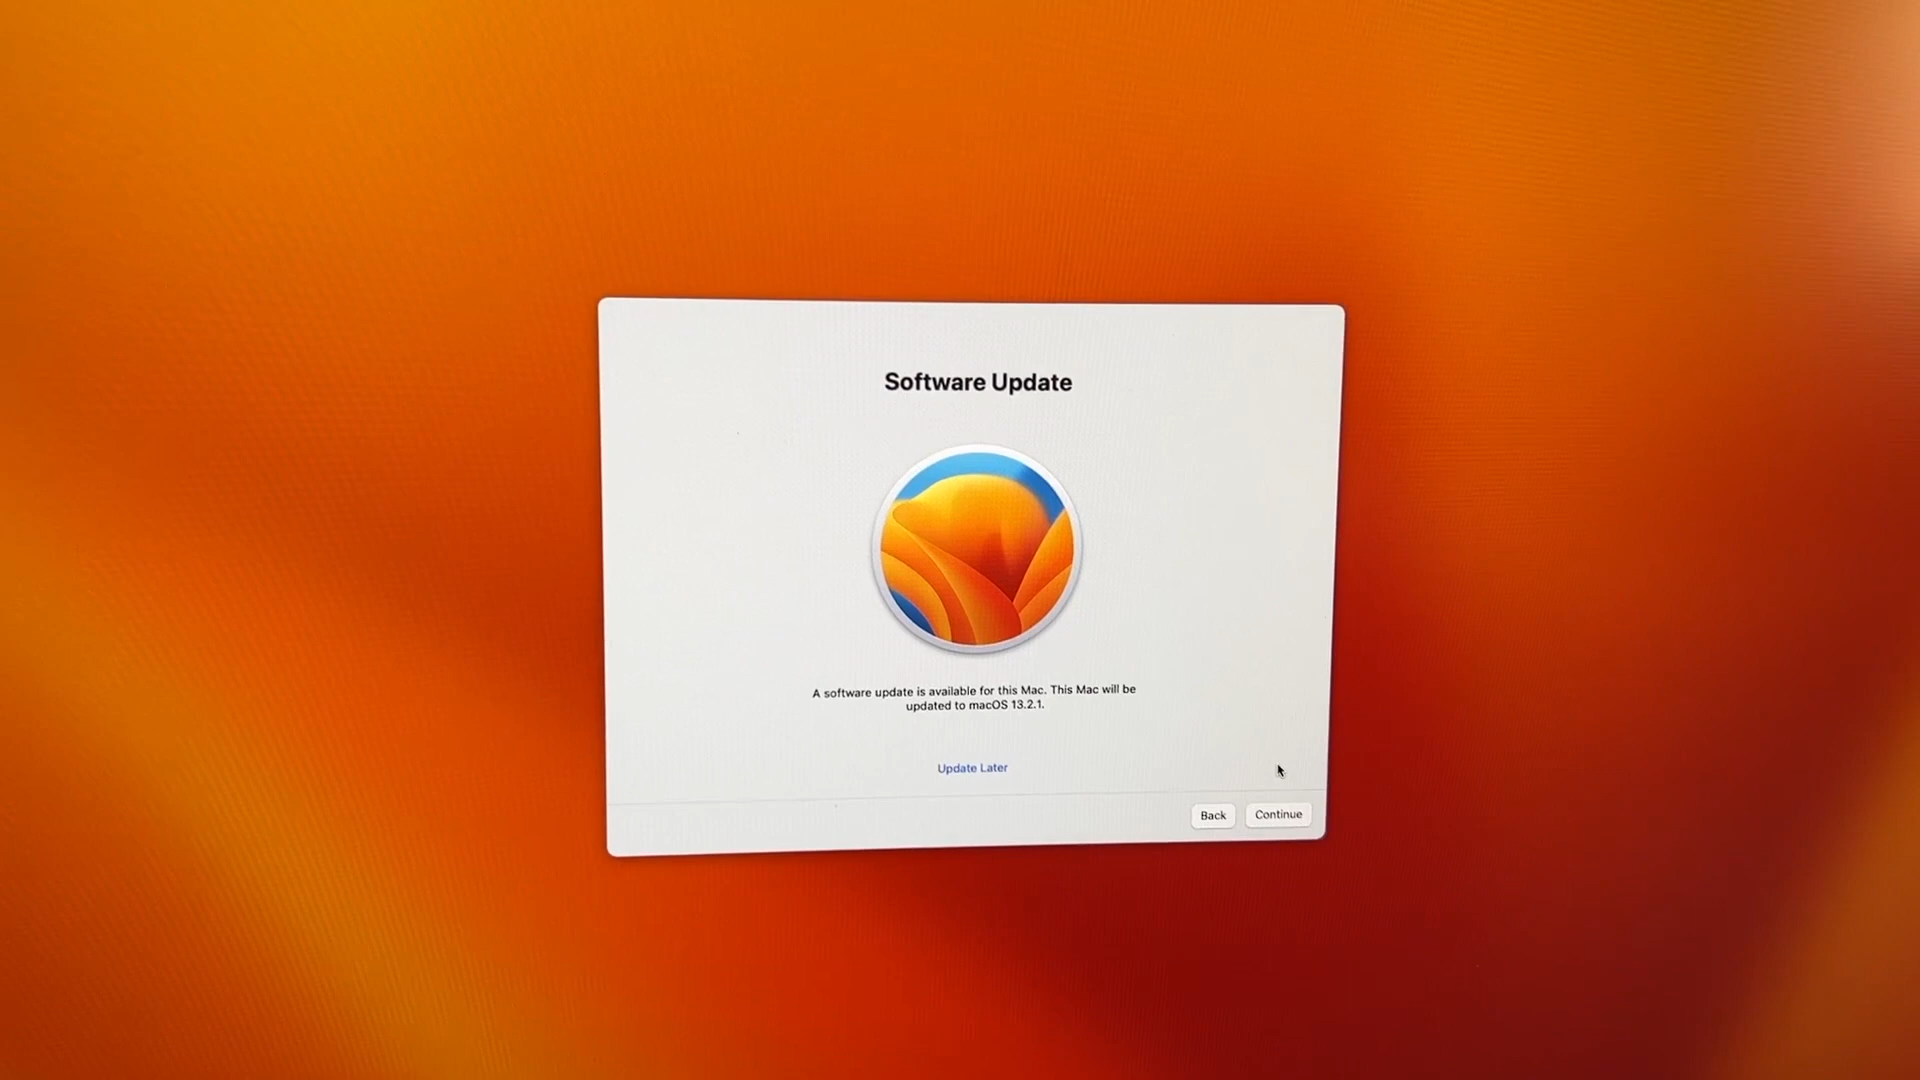 Software Update
A software update is available for this Mac. This Mac will be
updated to macOS 13.2.1.
Update Later
Back
Continue